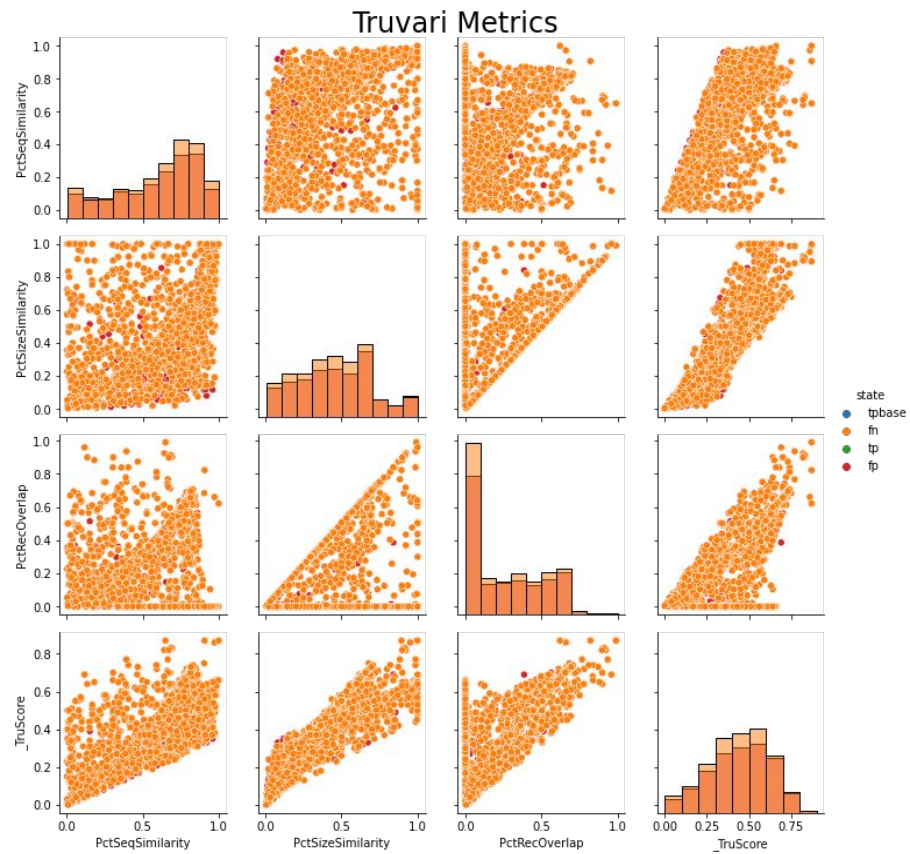 Truvari Metrics
PctSeqSimilarity
1.0
0.8
0.6
0.4
0.2
0.0
PctSizeSimilarity
1.0
0.8
0.6
0.4
0.2
0.0
state
tpbase
fn
tp
fp
PctRecOverlap
1.0
0.8
0.6
0.4
0.2
0.0
_TruScore
0.8
0.6
0.4
0.2
0.0
0.0 0.5 1.0 0.0 0.5 1.0 0.0 0.5 1.0 0.00 0.25 0.50 0.75
PctSeqSimilarity PctSizeSimilarity PctRecOverlap _TruScore